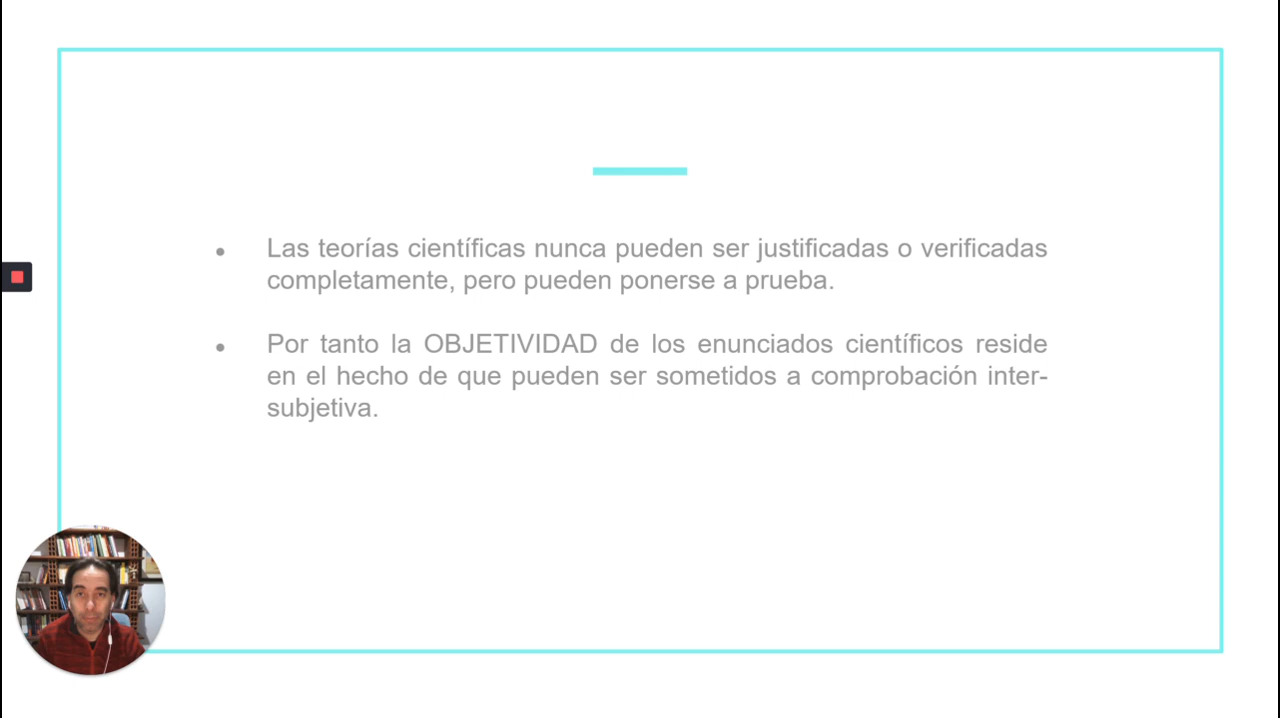 Las teorías científicas nunca pueden ser justificadas o verificadas
completamente, pero pueden ponerse a prueba.
Por tanto la OBJETIVIDAD de los enunciados científicos reside
en el hecho de que pueden ser sometidos a comprobación inter-
subjetiva.